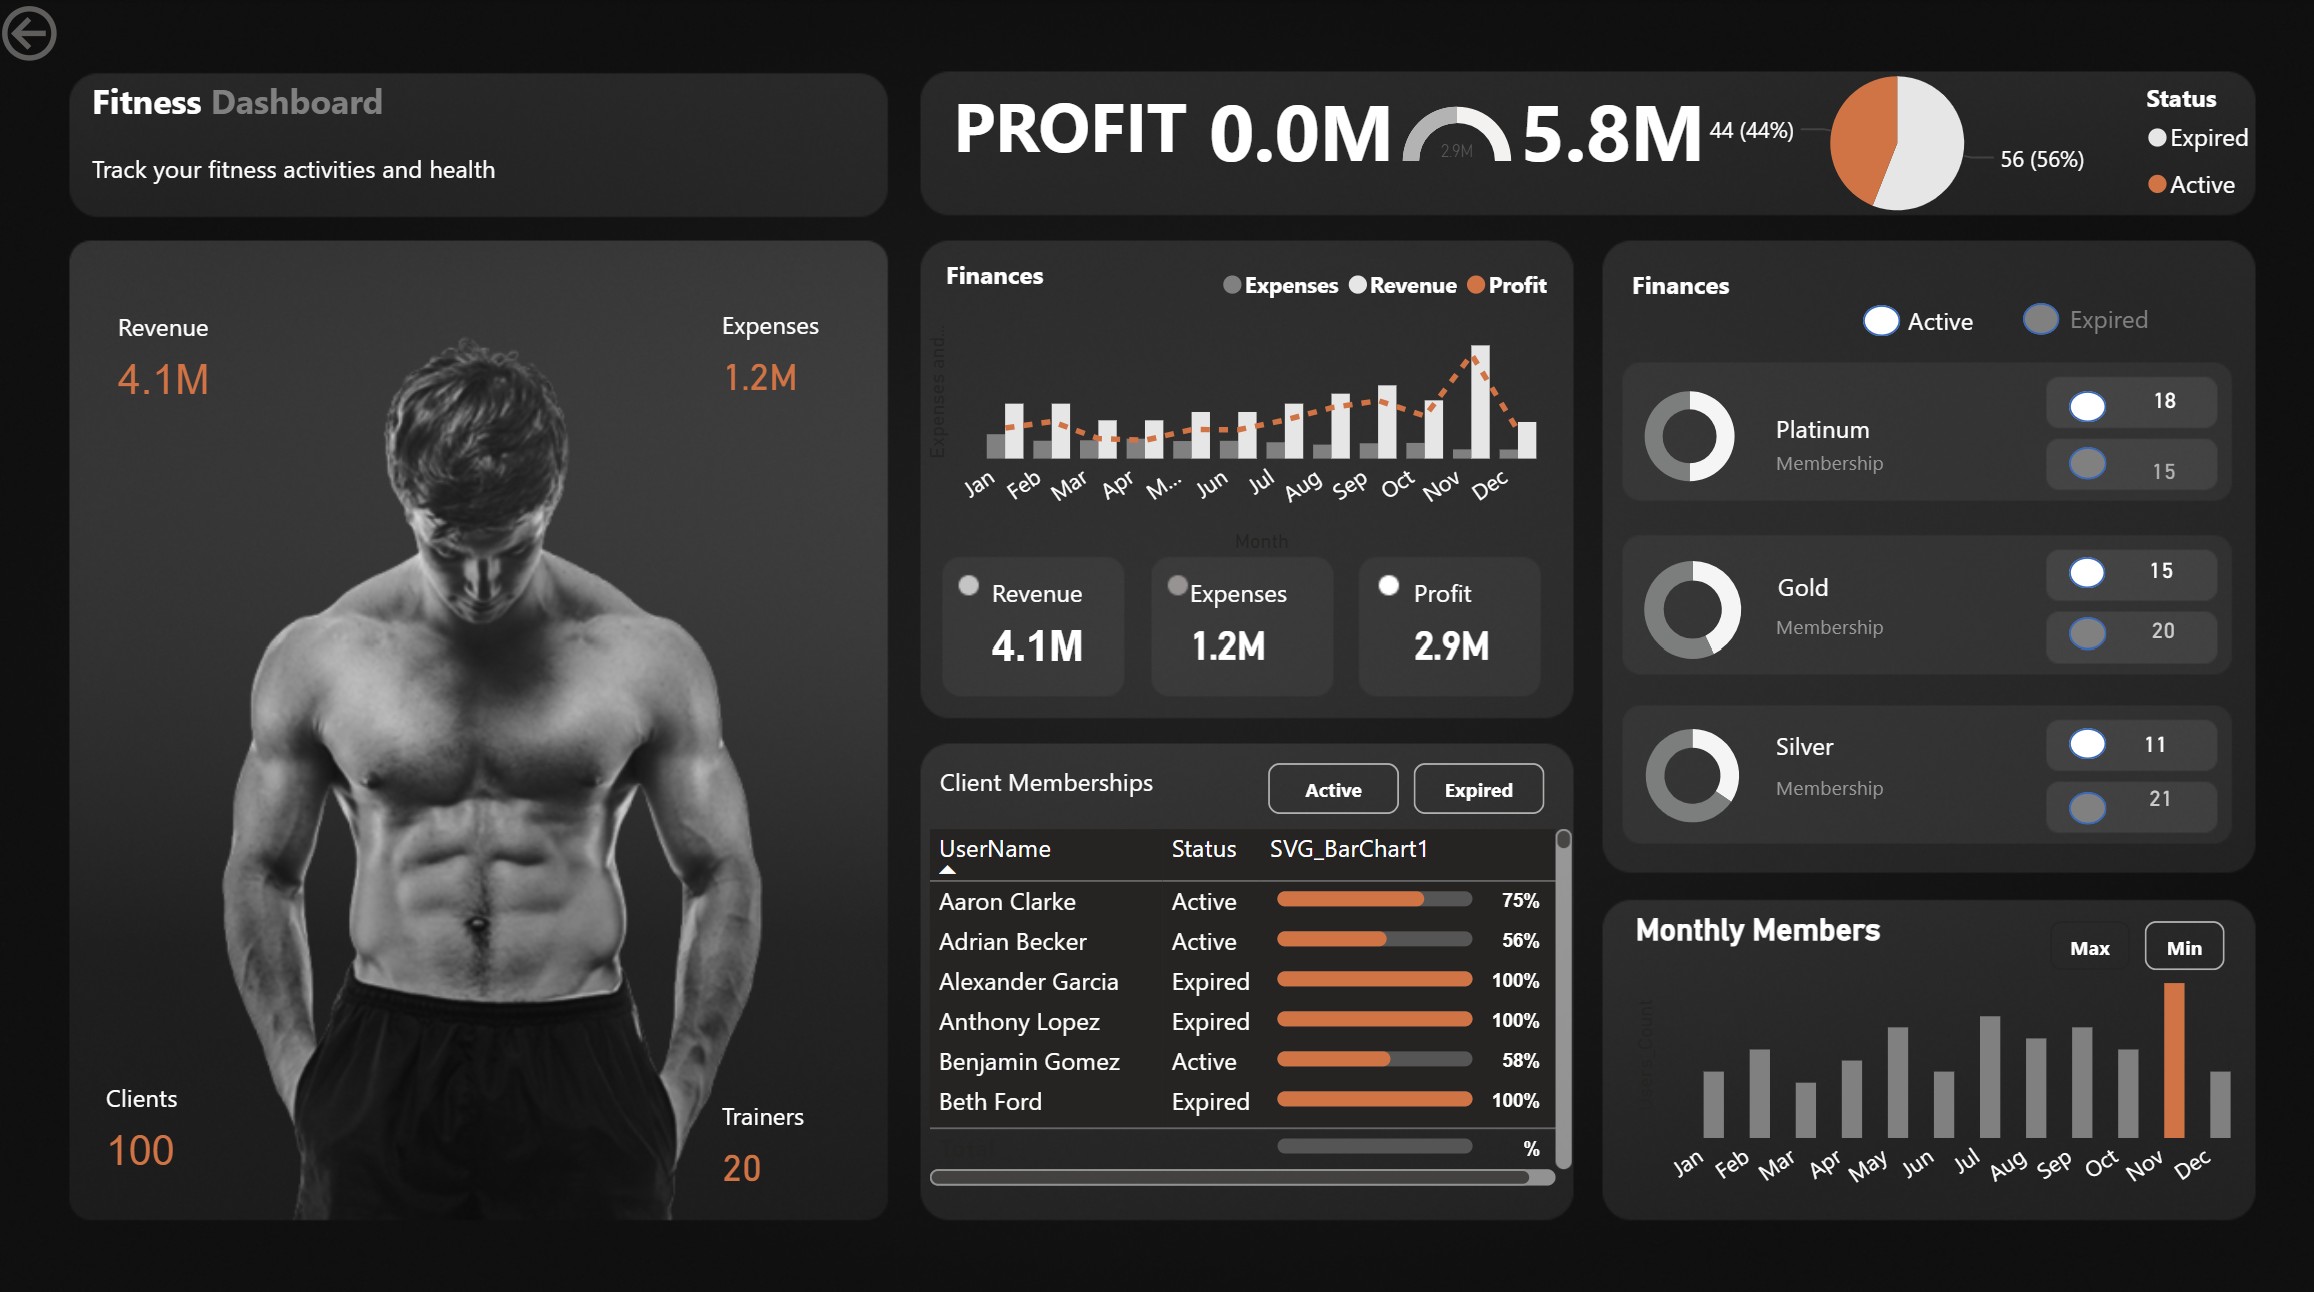 Fitness Dashboard
Track your fitness activities and health
PROFIT 0.0M 2.9M 5.8M
44 (44%)
56 (56%)
Status
Expired
Active
Revenue
4.1M
Expenses
1.2M
Clients
100
Trainers
20
Finances
Expenses Revenue Profit
Expenses and...
Jan Feb Mar Apr M... Jun Jul Aug Sep Oct Nov Dec
Month
Revenue
4.1M
Expenses
1.2M
Profit
2.9M
Client Memberships
Active Expired
UserName Status SVG_BarChart1
Aaron Clarke Active 75%
Adrian Becker Active 56%
Alexander Garcia Expired 100%
Anthony Lopez Expired 100%
Benjamin Gomez Active 58%
Beth Ford Expired 100%
%
Finances
Active Expired
Platinum
Membership
18
15
Gold
Membership
15
20
Silver
Membership
11
21
Monthly Members
Max Min
Count
Jan Feb Mar Apr May Jun Jul Aug Sep Oct Nov Dec